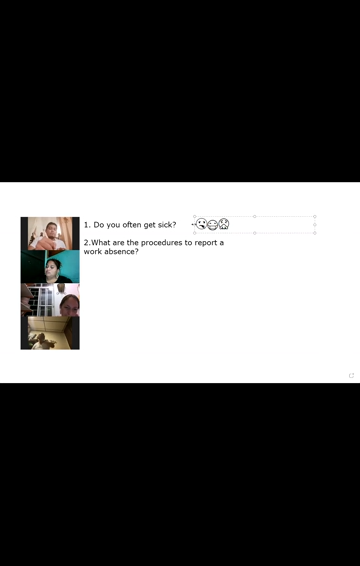 1. Do you often get sick?
2.What are the procedures to report a
work absence?